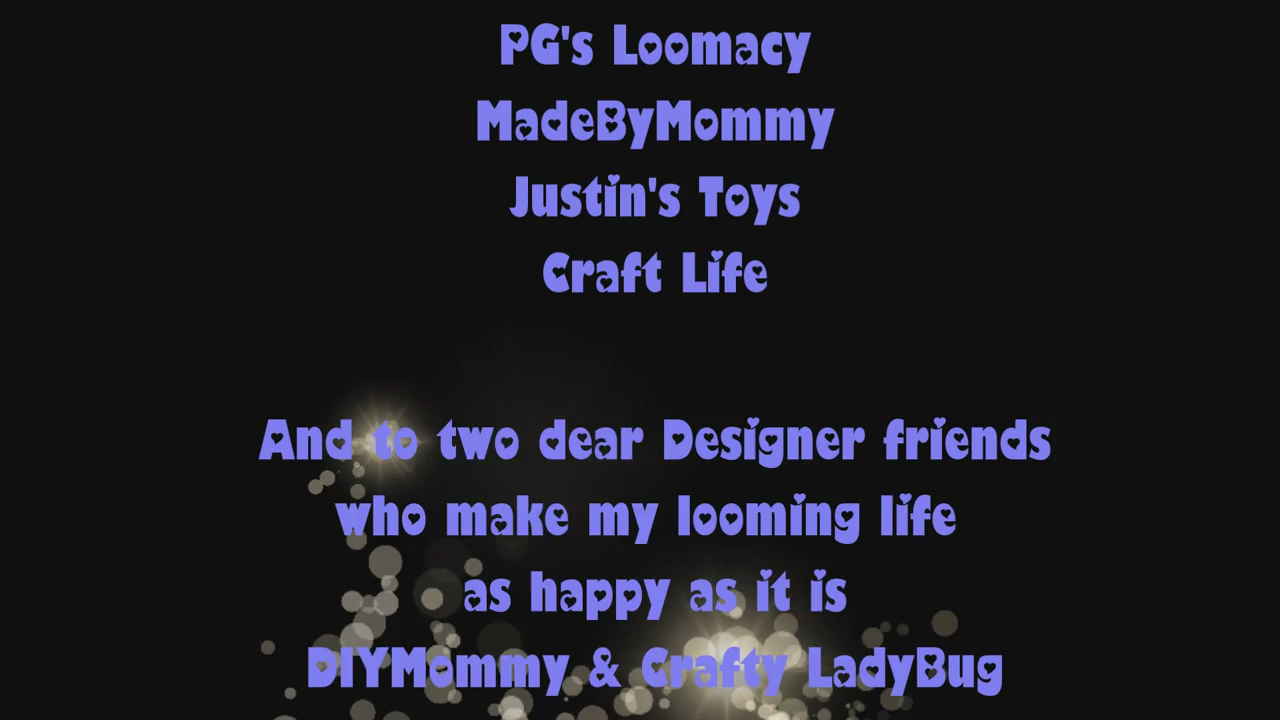 PG's Loomacy
MadeByMommy
Justin's Toys
Craft Life
And to two dear Designer friends
who make my looming life
as happy as it is
DIYMommy & Crafty LadyBug